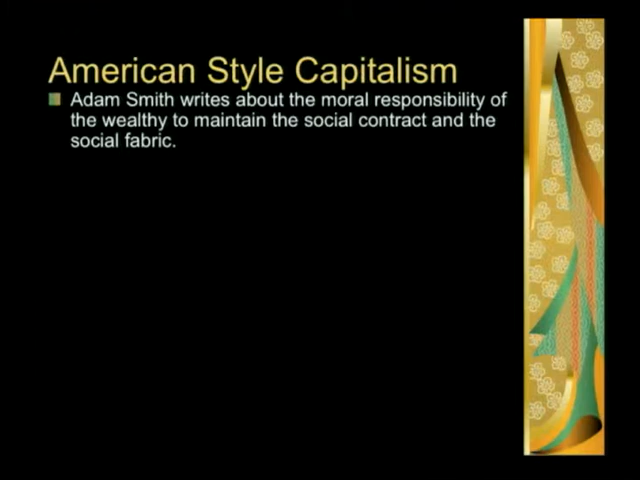 American Style Capitalism
Adam Smith writes about the moral responsibility of
the wealthy to maintain the social contract and the
social fabric.